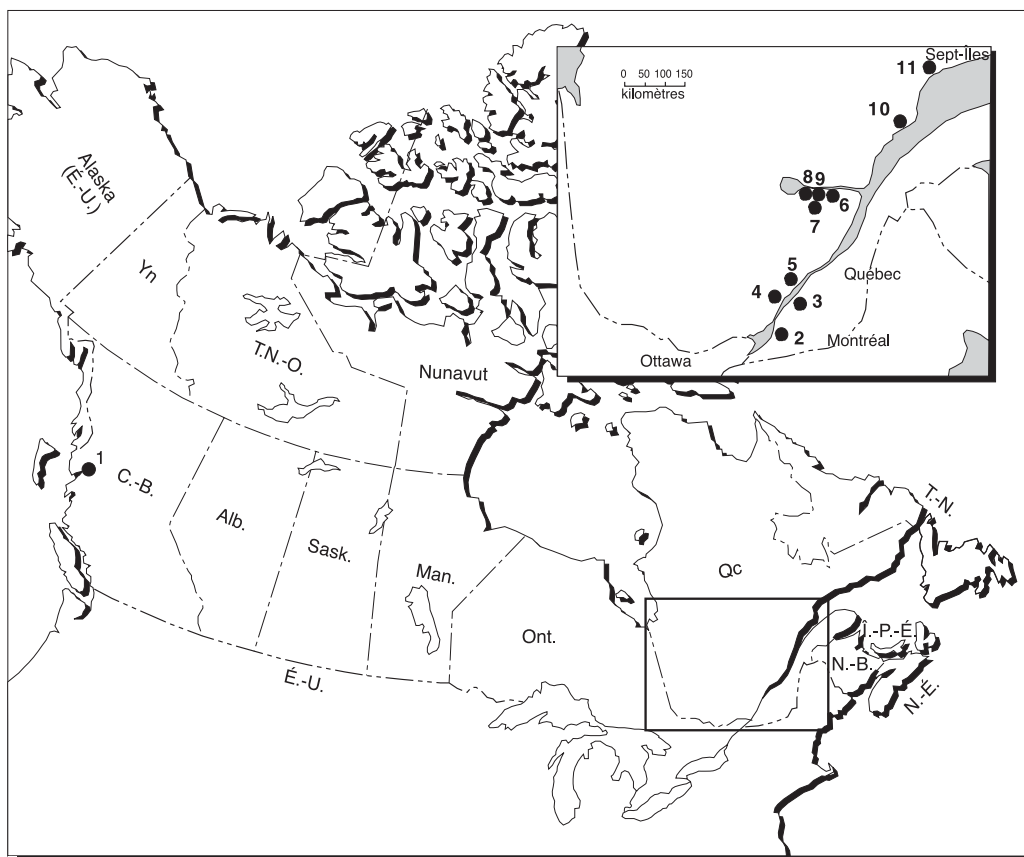 Sept-Îles
11
0 50 100 150
kilomètres
10
8 9
6
7
5
Québec
4
3
2
Montréal
Ottawa
Alaska
(É.-U.)
Yn
T.N.-O.
Nunavut
1
C.-B.
Alb.
Sask.
Man.
Ont.
Qc
T.-N.
Î.-P.-É.
N.-B.
N.-É.
É.-U.